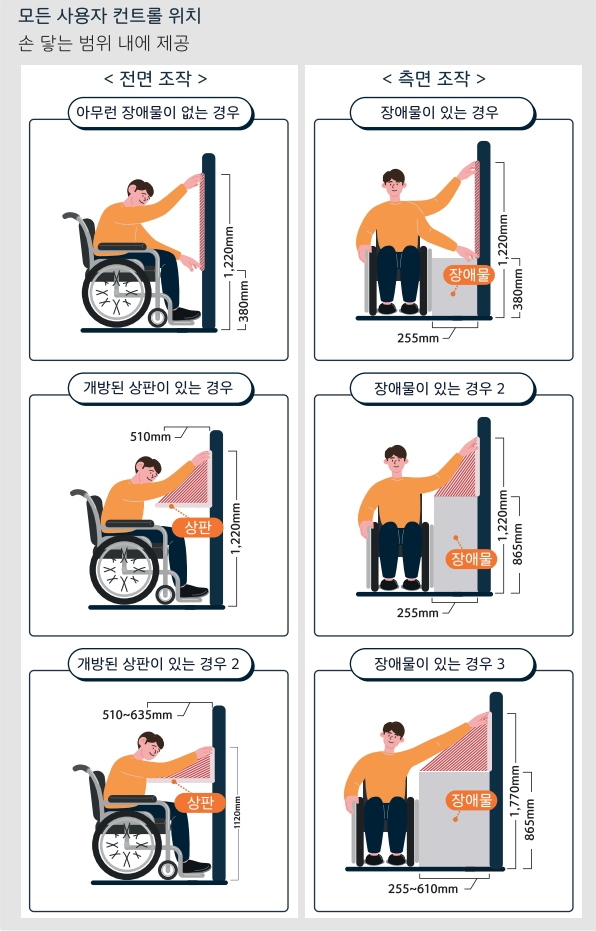 모든 사용자 컨트롤 위치
손 닿는 범위 내에 제공
< 전면 조작 >
아무런 장애물이 없는 경우
1,220mm
380mm
개방된 상판이 있는 경우
510mm
상판
1,220mm
개방된 상판이 있는 경우 2
510~635mm
상판
1120mm
< 측면 조작 >
장애물이 있는 경우
장애물
1,220mm
380mm
255mm
장애물이 있는 경우 2
장애물
1,220mm
865mm
255mm
장애물이 있는 경우 3
장애물
1,770mm
865mm
255~610mm